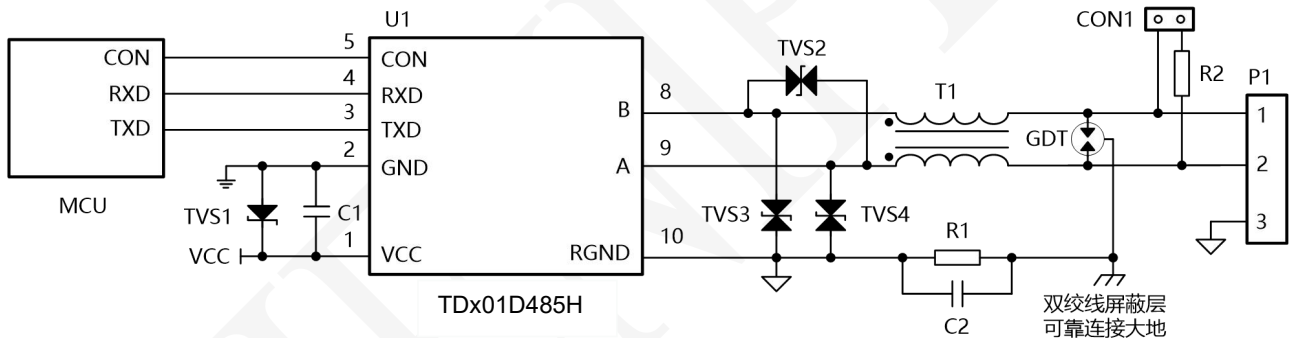 U1
CON1
MCU
CON
RXD
TXD
5
4
3
2
1
CON
RXD
TXD
GND
VCC
B
A
RGND
8
9
10
TVS1
C1
VCC
TDx01D485H
TVS2
TVS3
TVS4
T1
GDT
R1
C2
R2
P1
1
2
3
双绞线屏蔽层
可靠连接大地